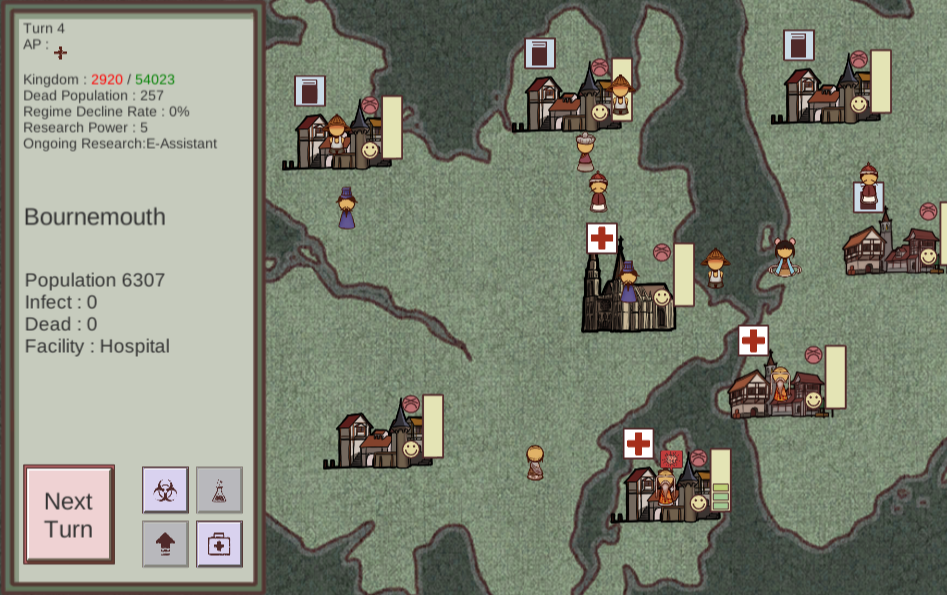 Turn 4
AP :
Kingdom : 2920 / 54023
Dead Population : 257
Regime Decline Rate : 0%
Research Power : 5
Ongoing Research:E-Assistant
Bournemouth
Population 6307
Infect : 0
Dead : 0
Facility : Hospital
Next
Turn